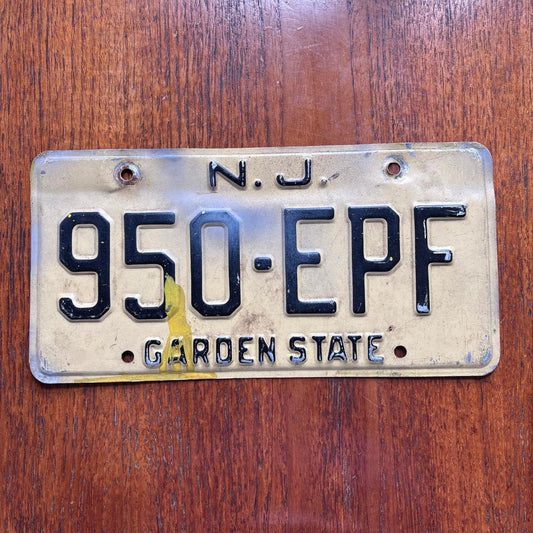 N.J.
950-EPF
GARDEN STATE